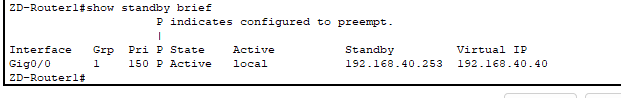 ZD-Router1#show standby brief
P indicates configured to preempt.
|
Interface Grp Pri P State Active Standby Virtual IP
Gig0/0 1 150 P Active local 192.168.40.253 192.168.40.40
ZD-Router1#